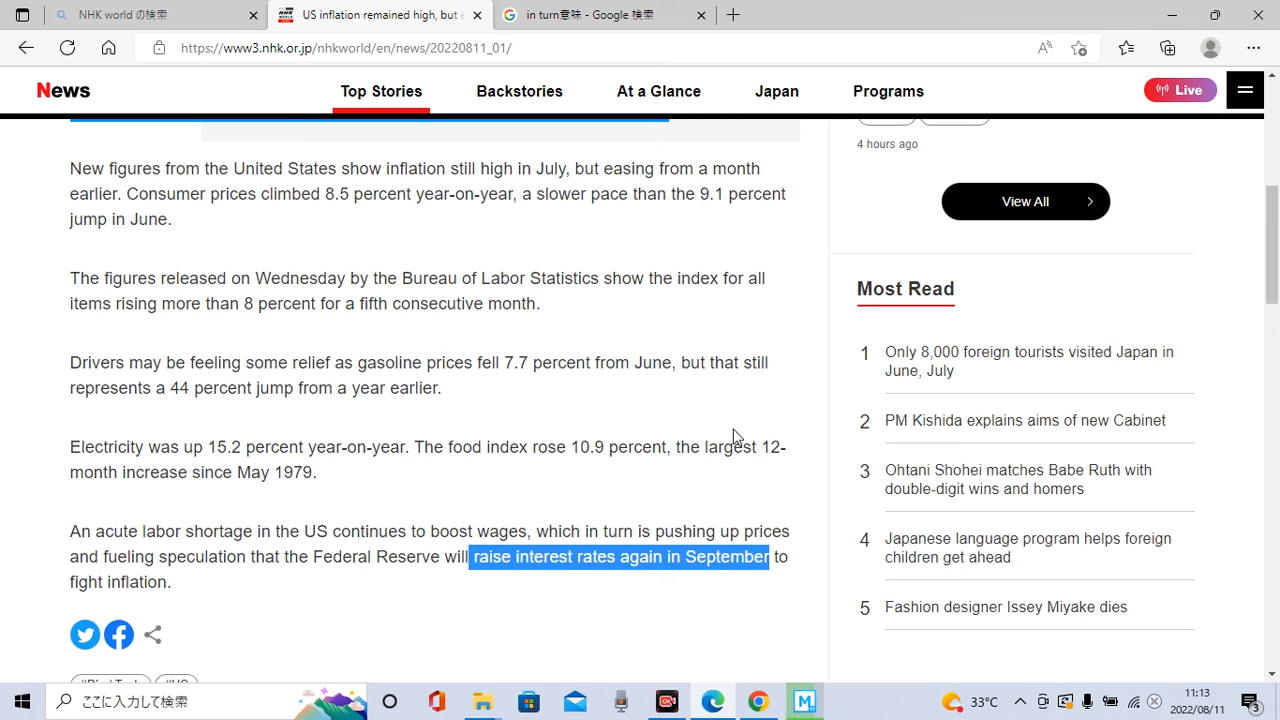 NHK world の検索
US inflation remained high, but e
in turn意味 - Google 検索
https://www3.nhk.or.jp/nhkworld/en/news/20220811_01/
News
Top Stories
Backstories
At a Glance
Japan
Programs
Live
New figures from the United States show inflation still high in July, but easing from a month
earlier. Consumer prices climbed 8.5 percent year-on-year, a slower pace than the 9.1 percent
jump in June.
The figures released on Wednesday by the Bureau of Labor Statistics show the index for all
items rising more than 8 percent for a fifth consecutive month.
Drivers may be feeling some relief as gasoline prices fell 7.7 percent from June, but that still
represents a 44 percent jump from a year earlier.
Electricity was up 15.2 percent year-on-year. The food index rose 10.9 percent, the largest 12-
month increase since May 1979.
An acute labor shortage in the US continues to boost wages, which in turn is pushing up prices
and fueling speculation that the Federal Reserve will raise interest rates again in September to
fight inflation.
4 hours ago
View All
Most Read
1 Only 8,000 foreign tourists visited Japan in
June, July
2 PM Kishida explains aims of new Cabinet
3 Ohtani Shohei matches Babe Ruth with
double-digit wins and homers
4 Japanese language program helps foreign
children get ahead
5 Fashion designer Issey Miyake dies
ここに入力して検索
33°C
11:13
2022/08/11
3